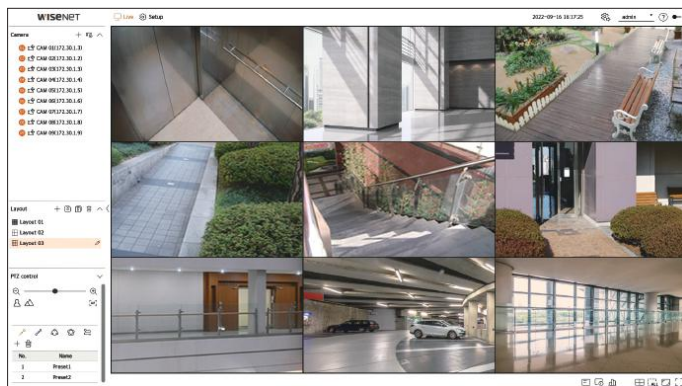 WISENET
Live Setup
2022-09-16 16:17:25 admin
Camera
CAM 01(172.30.1.3)
CAM 02(172.30.1.2)
CAM 03(172.30.1.3)
CAM 04(172.30.1.4)
CAM 05(172.30.1.5)
CAM 06(172.30.1.6)
CAM 07(172.30.1.7)
CAM 08(172.30.1.8)
CAM 09(172.30.1.9)
Layout
Layout 01
Layout 02
Layout 03
PTZ control
No. Name
1 Preset1
2 Preset2